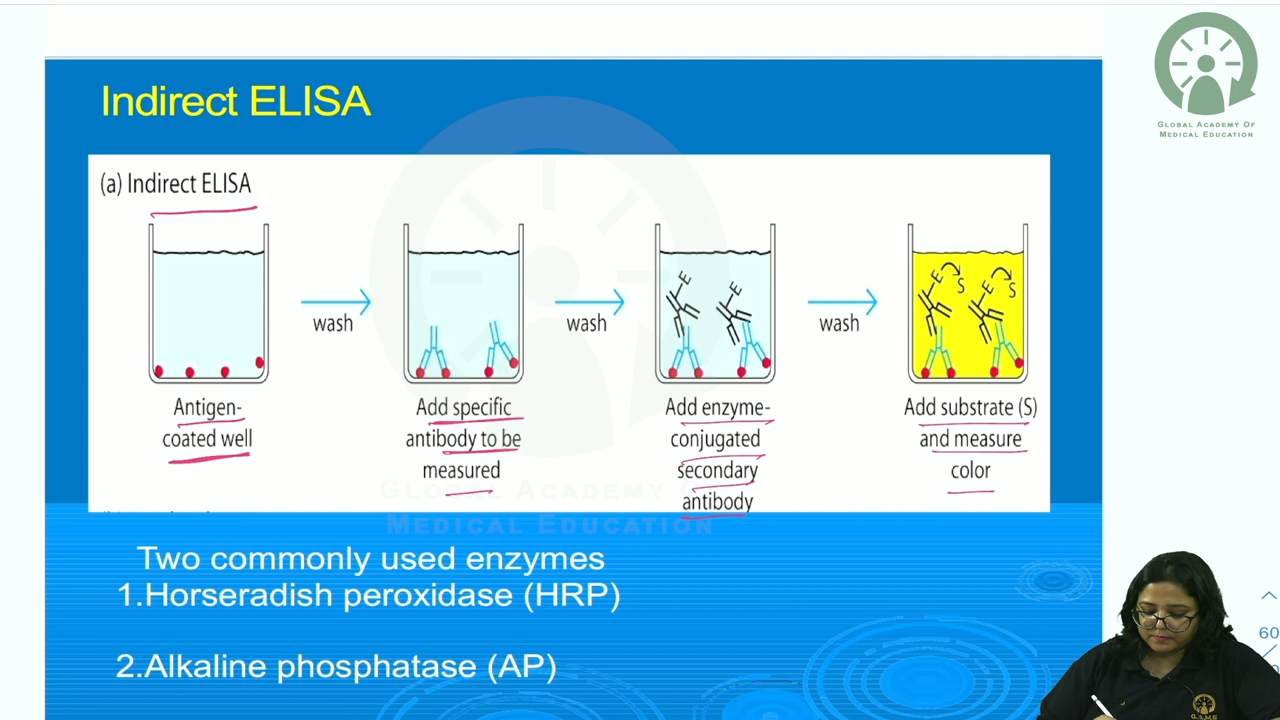 GLOBAL ACADEMY OF
MEDICAL EDUCATION
Indirect ELISA
(a) Indirect ELISA
wash
wash
wash
E
E
E
S
E
S
Antigen-
coated well
Add specific
antibody to be
measured
Add enzyme-
conjugated
secondary
antibody
Add substrate (S)
and measure
color
GLOBAL ACADEMY OF
MEDICAL EDUCATION
Two commonly used enzymes
1.Horseradish peroxidase (HRP)
2.Alkaline phosphatase (AP)
60